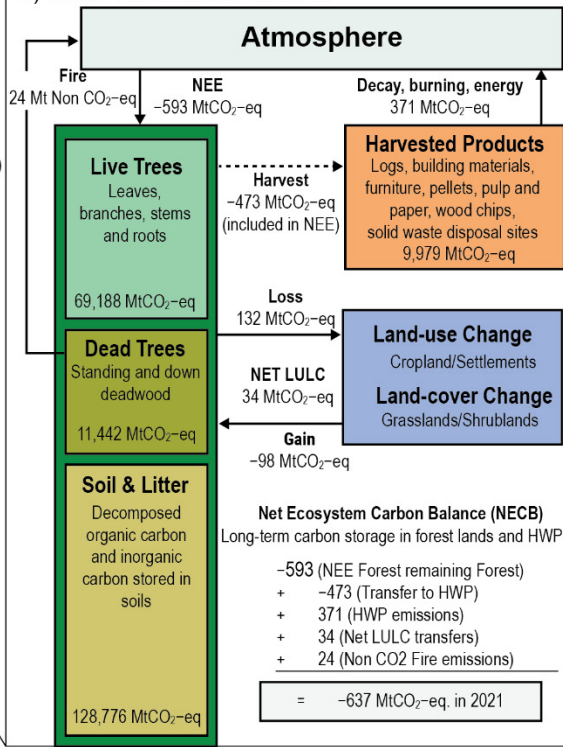 Atmosphere
Fire
24 Mt Non CO₂-eq
NEE
−593 MtCO₂-eq
Decay, burning, energy
371 MtCO₂-eq
Live Trees
Leaves,
branches, stems
and roots
69,188 MtCO₂-eq
Harvest
−473 MtCO₂-eq
(included in NEE)
Harvested Products
Logs, building materials,
furniture, pellets, pulp and
paper, wood chips,
solid waste disposal sites
9,979 MtCO₂-eq
Loss
132 MtCO₂-eq
Dead Trees
Standing and down
deadwood
11,442 MtCO₂-eq
NET LULC
34 MtCO₂-eq
Gain
−98 MtCO₂-eq
Land-use Change
Cropland/Settlements
Land-cover Change
Grasslands/Shrublands
Soil & Litter
Decomposed
organic carbon
and inorganic
carbon stored in
soils
128,776 MtCO₂-eq
Net Ecosystem Carbon Balance (NECB)
Long-term carbon storage in forest lands and HWP
−593 (NEE Forest remaining Forest)
+ −473 (Transfer to HWP)
+ 371 (HWP emissions)
+ 34 (Net LULC transfers)
+ 24 (Non CO2 Fire emissions)
= −637 MtCO₂-eq. in 2021